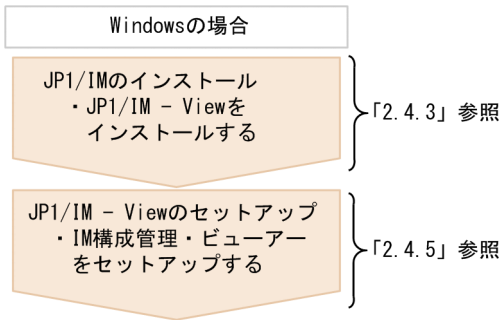 Windowsの場合
JP1/IMのインストール
・JP1/IM − Viewを
インストールする
「2.4.3」参照
JP1/IM − Viewのセットアップ
・IM構成管理・ビューアー
をセットアップする
「2.4.5」参照